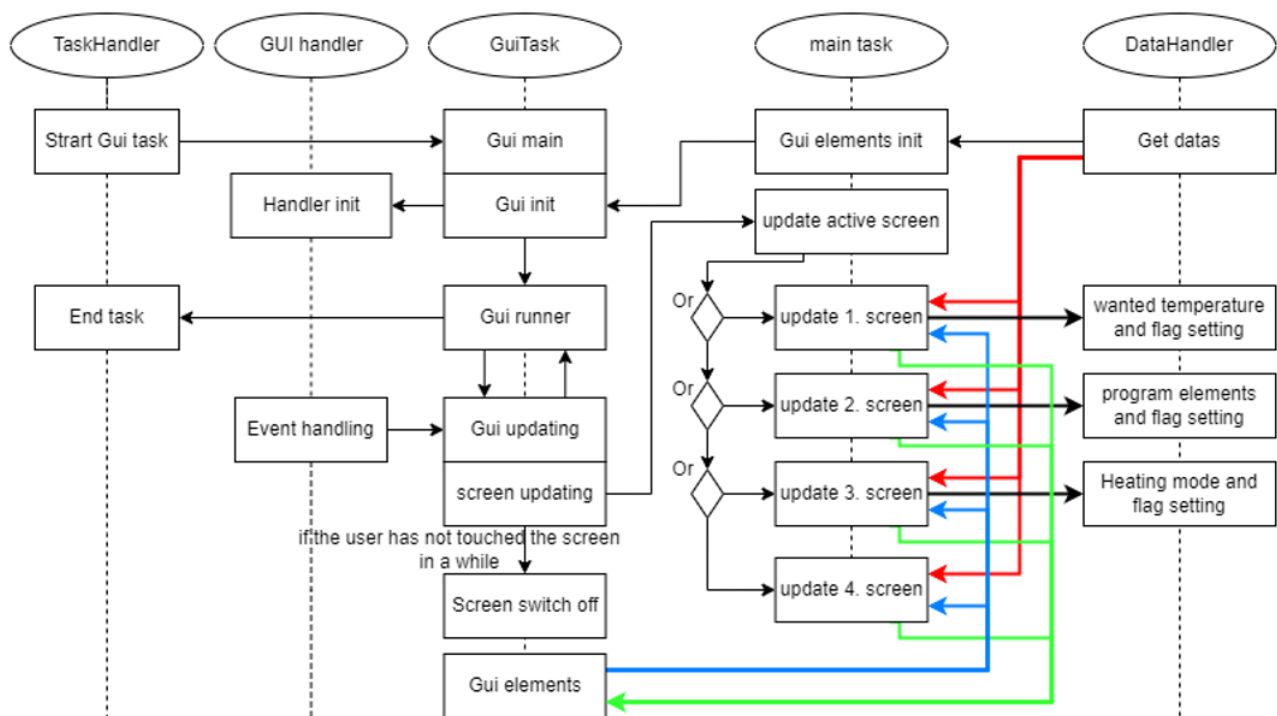 TaskHandler
GUI handler
GuiTask
main task
DataHandler
Strart Gui task
Gui main
Gui elements init
Get datas
Handler init
Gui init
update active screen
End task
Gui runner
Or
update 1. screen
wanted temperature
and flag setting
Event handling
Gui updating
Or
update 2. screen
program elements
and flag setting
screen updating
Or
update 3. screen
Heating mode and
flag setting
if the user has not touched the screen
in a while
Screen switch off
update 4. screen
Gui elements